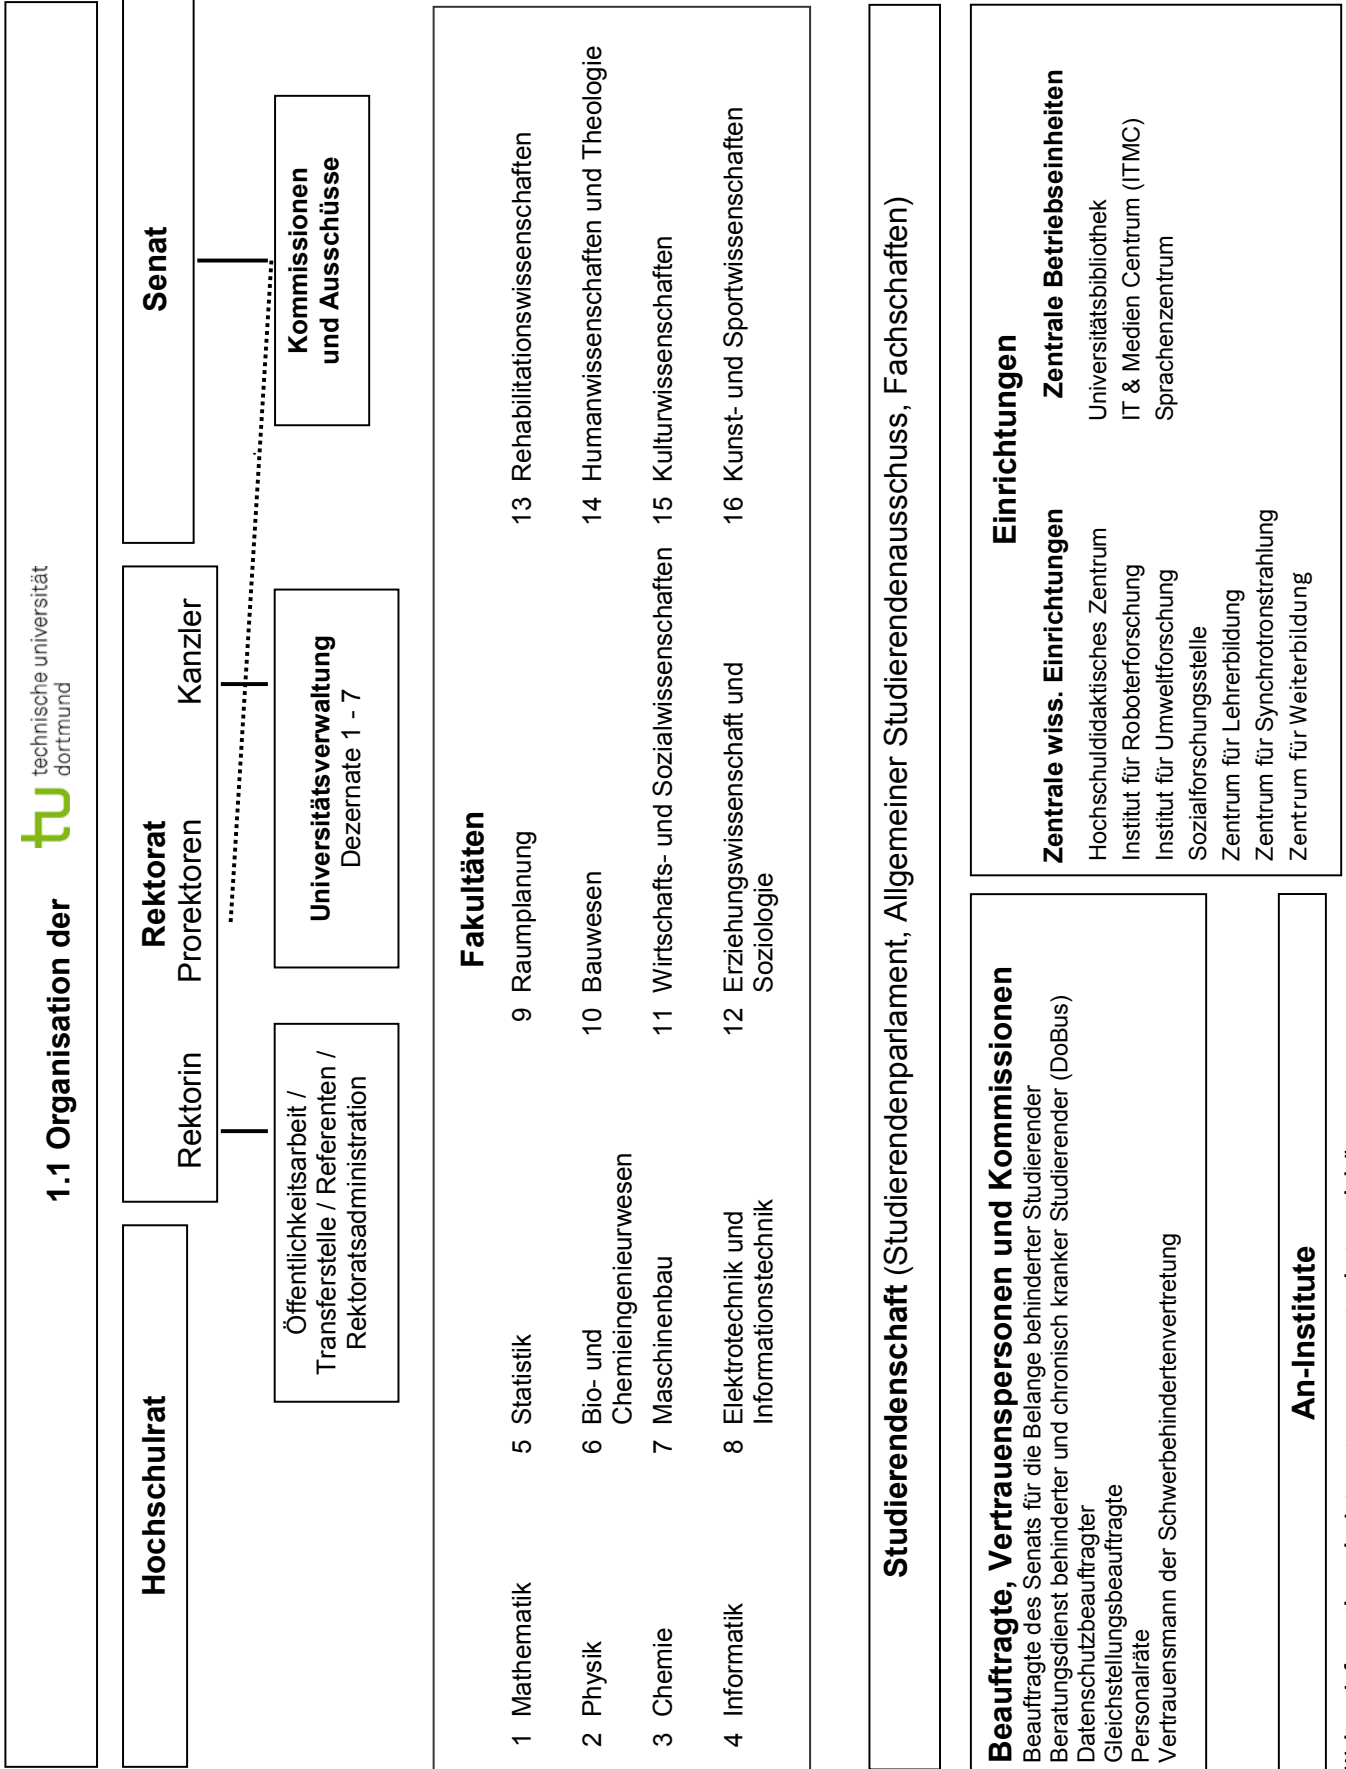 1.1 Organisation der
technische universität
dortmund
Hochschulrat
Rektorat
Rektorin
Prorektoren
Kanzler
Senat
Öffentlichkeitsarbeit /
Transferstelle / Referenten /
Rektoratsadministration
Universitätsverwaltung
Dezernate 1 - 7
Kommissionen
und Ausschüsse
Fakultäten
1 Mathematik
2 Physik
3 Chemie
4 Informatik
5 Statistik
6 Bio- und
Chemieingenieurwesen
7 Maschinenbau
8 Elektrotechnik und
Informationstechnik
9 Raumplanung
10 Bauwesen
11 Wirtschafts- und Sozialwissenschaften
12 Erziehungswissenschaft und
Soziologie
13 Rehabilitationswissenschaften
14 Humanwissenschaften und Theologie
15 Kulturwissenschaften
16 Kunst- und Sportwissenschaften
Studierendenschaft (Studierendenparlament, Allgemeiner Studierendenausschuss, Fachschaften)
Beauftragte, Vertrauenspersonen und Kommissionen
Beauftragte des Senats für die Belange behinderter Studierender
Beratungsdienst behinderter und chronisch kranker Studierender (DoBus)
Datenschutzbeauftragter
Gleichstellungsbeauftragte
Personalräte
Vertrauensmann der Schwerbehindertenvertretung
An-Institute
Einrichtungen
Zentrale wiss. Einrichtungen
Hochschuldidaktisches Zentrum
Institut für Roboterforschung
Institut für Umweltforschung
Sozialforschungsstelle
Zentrum für Lehrerbildung
Zentrum für Synchrotronstrahlung
Zentrum für Weiterbildung
Zentrale Betriebseinheiten
Universitätsbibliothek
IT & Medien Centrum (ITMC)
Sprachenzentrum